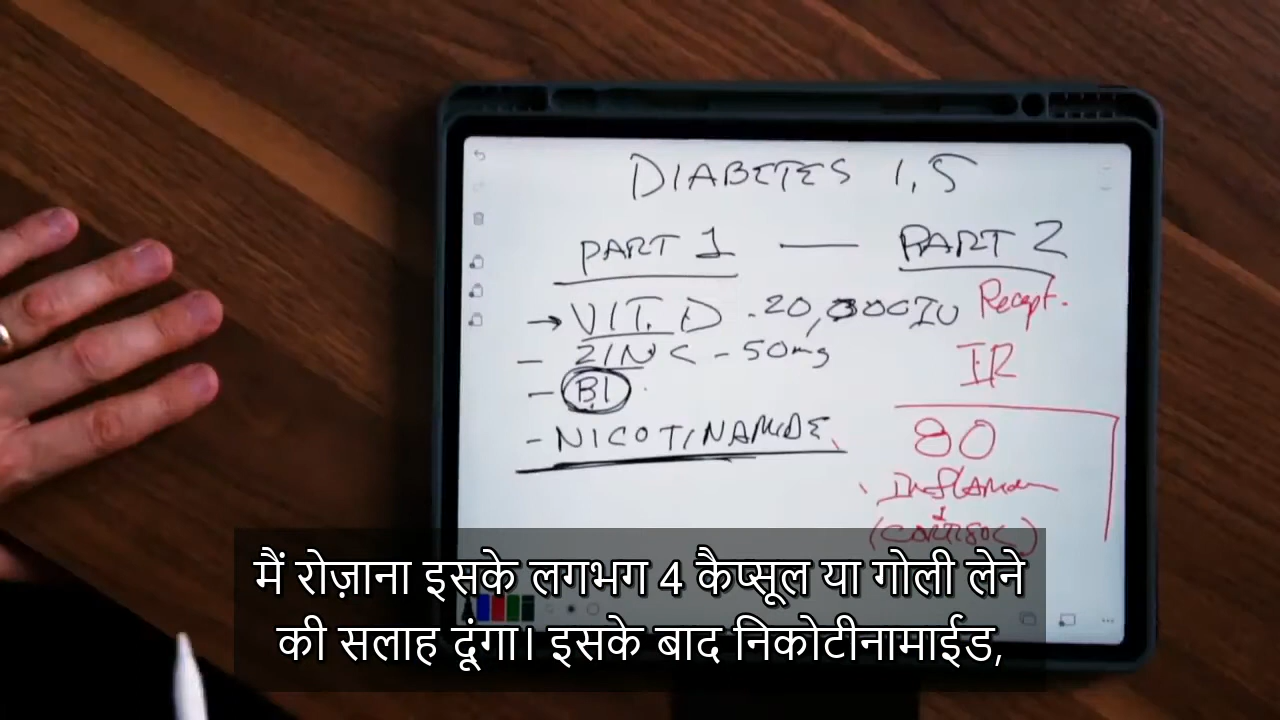 DIABETES 1,5
PART 1 — PART 2
→ VIT. D - 20,000 IU Recept.
- ZINC - 50mg
IR
- B1
- NICOTINAMIDE
80
(CORTISOL)
मैं रोज़ाना इसके लगभग 4 कैप्सूल या गोली लेने
की सलाह दूंगा। इसके बाद निकोटीनामाईड,